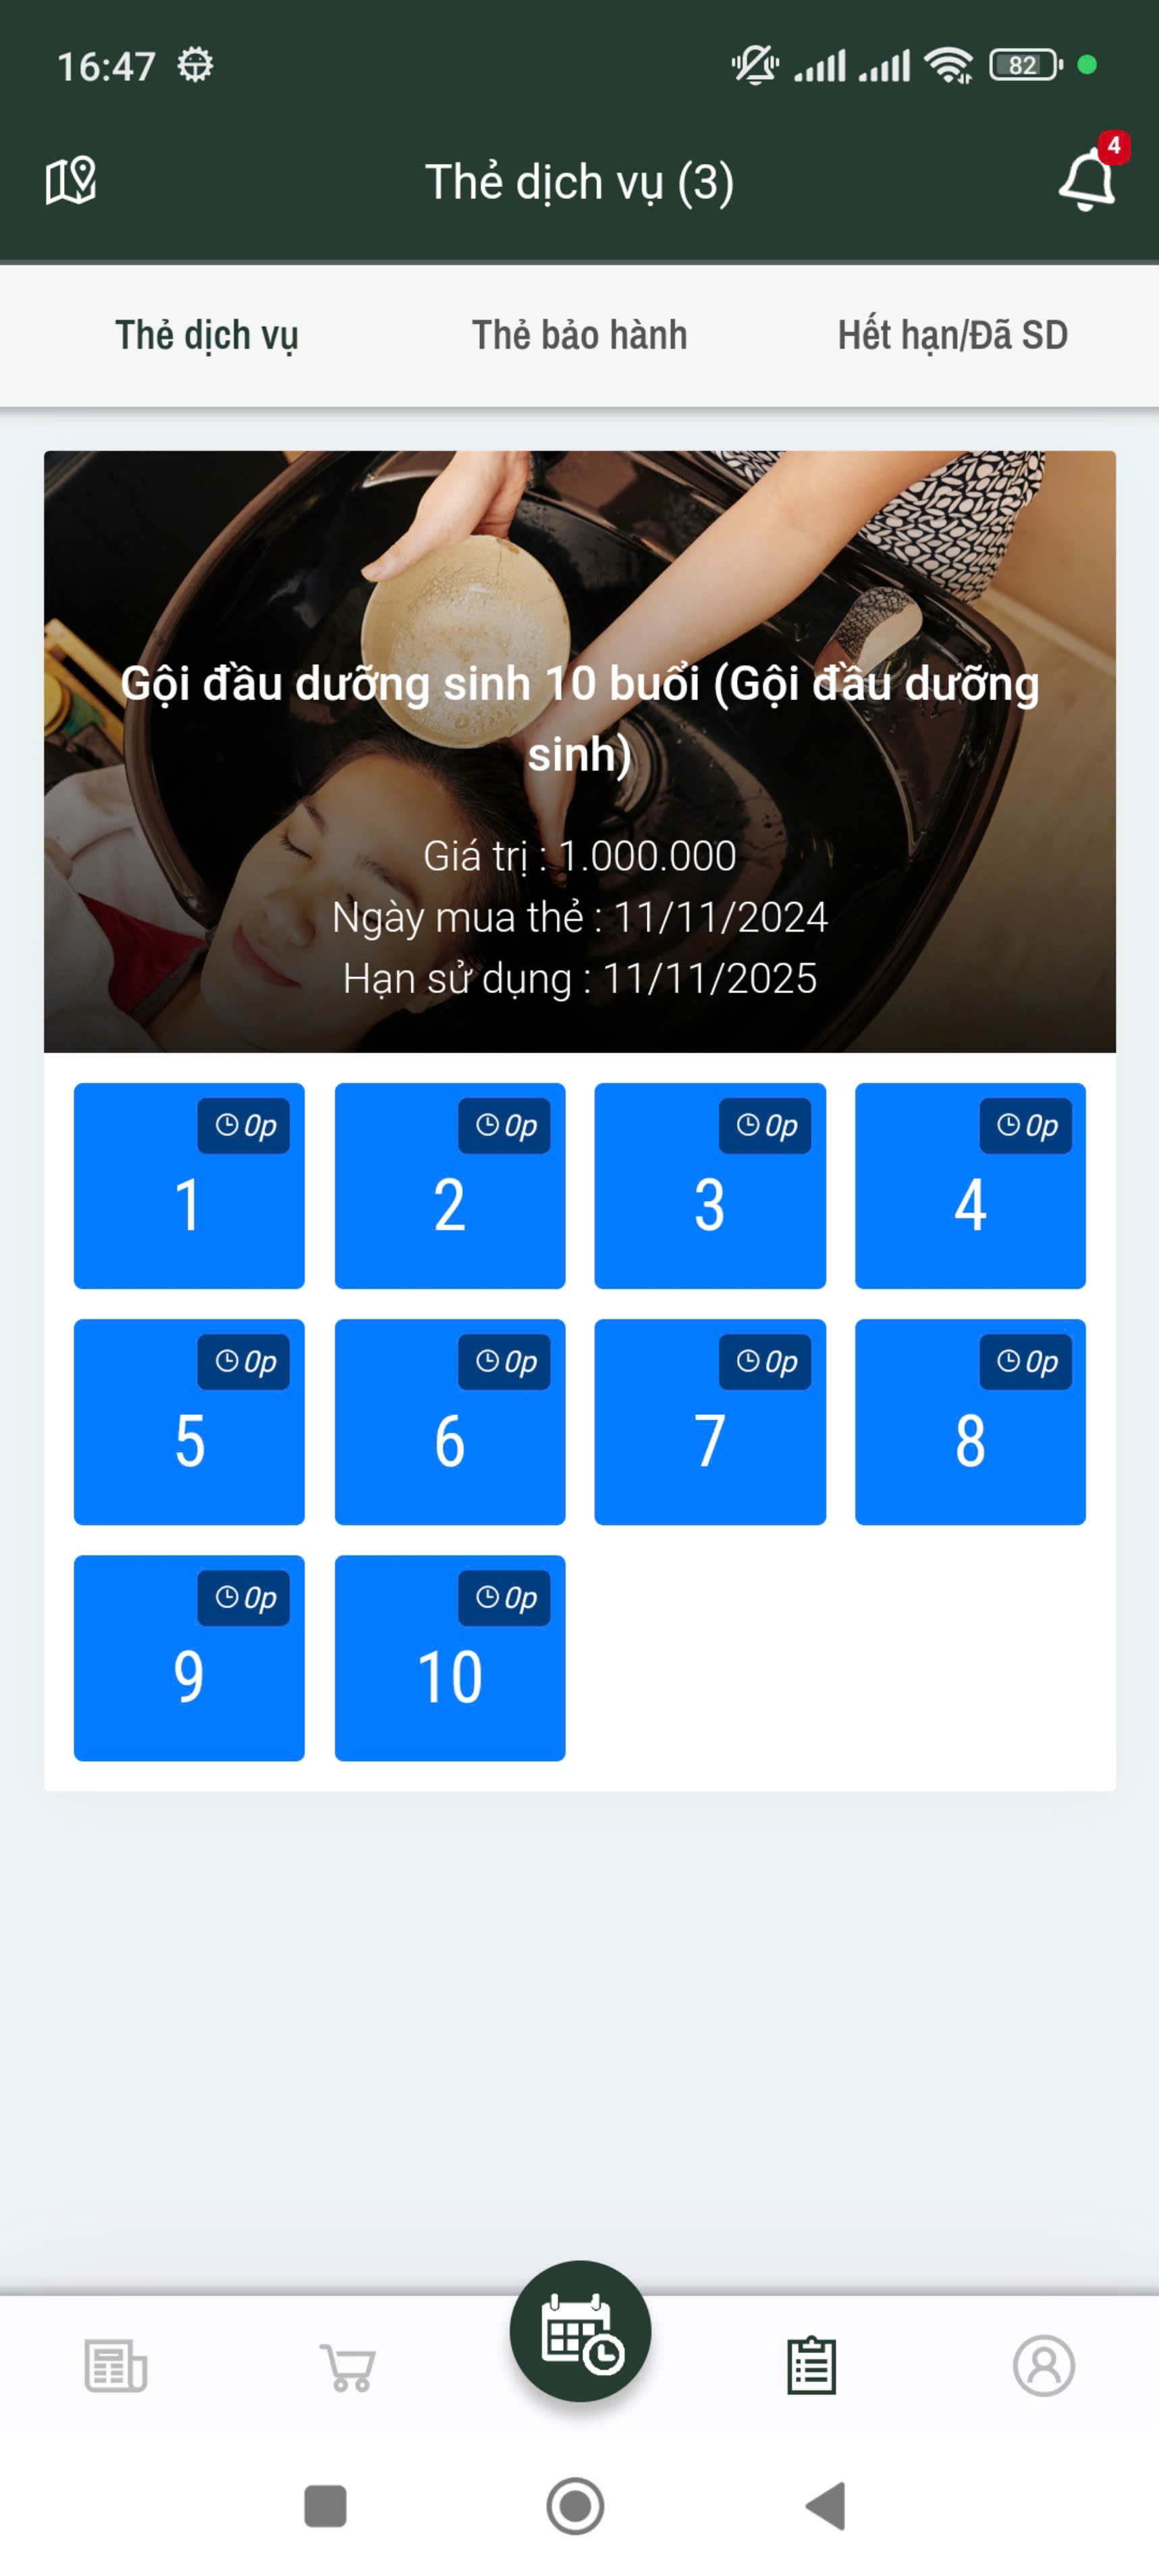 16:47
82
Thẻ dịch vụ (3)
4
Thẻ dịch vụ
Thẻ bảo hành
Hết hạn/Đã SD
Gội đầu dưỡng sinh 10 buổi (Gội đầu dưỡng
sinh)
Giá trị : 1.000.000
Ngày mua thẻ : 11/11/2024
Hạn sử dụng : 11/11/2025
0p
1
0p
2
0p
3
0p
4
0p
5
0p
6
0p
7
0p
8
0p
9
0p
10